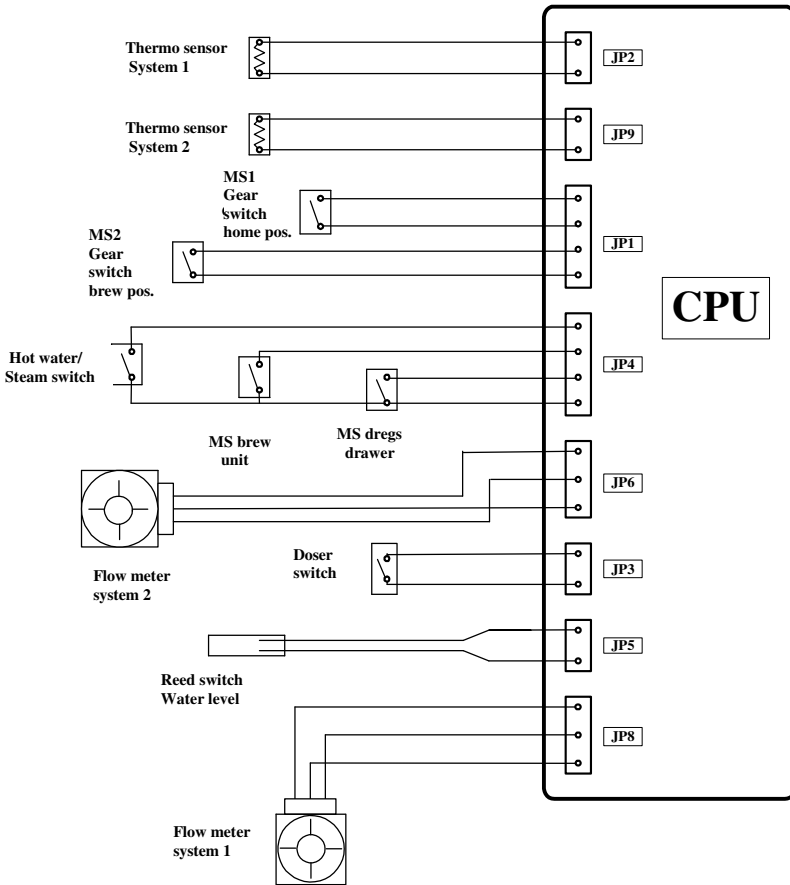 Thermo sensor
System 1
JP2
Thermo sensor
System 2
JP9
MS1
Gear
switch
home pos.
MS2
Gear
switch
brew pos.
JP1
CPU
Hot water/
Steam switch
JP4
MS brew
unit
MS dregs
drawer
JP6
Flow meter
system 2
Doser
switch
JP3
Reed switch
Water level
JP5
JP8
Flow meter
system 1